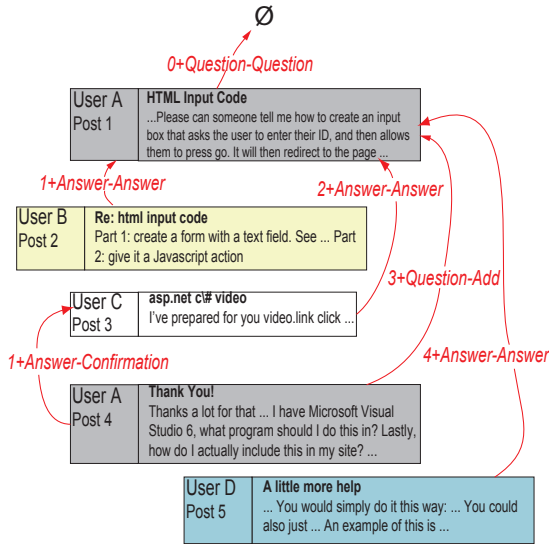 Ø
0+Question-Question
User A
Post 1
HTML Input Code
...Please can someone tell me how to create an input
box that asks the user to enter their ID, and then allows
them to press go. It will then redirect to the page ...
1+Answer-Answer
2+Answer-Answer
User B
Post 2
Re: html input code
Part 1: create a form with a text field. See ... Part
2: give it a Javascript action
3+Question-Add
User C
Post 3
asp.net c\# video
I've prepared for you video.link click ...
1+Answer-Confirmation
4+Answer-Answer
User A
Post 4
Thank You!
Thanks a lot for that ... I have Microsoft Visual
Studio 6, what program should I do this in? Lastly,
how do I actually include this in my site? ...
User D
Post 5
A little more help
... You would simply do it this way: ... You could
also just ... An example of this is ...